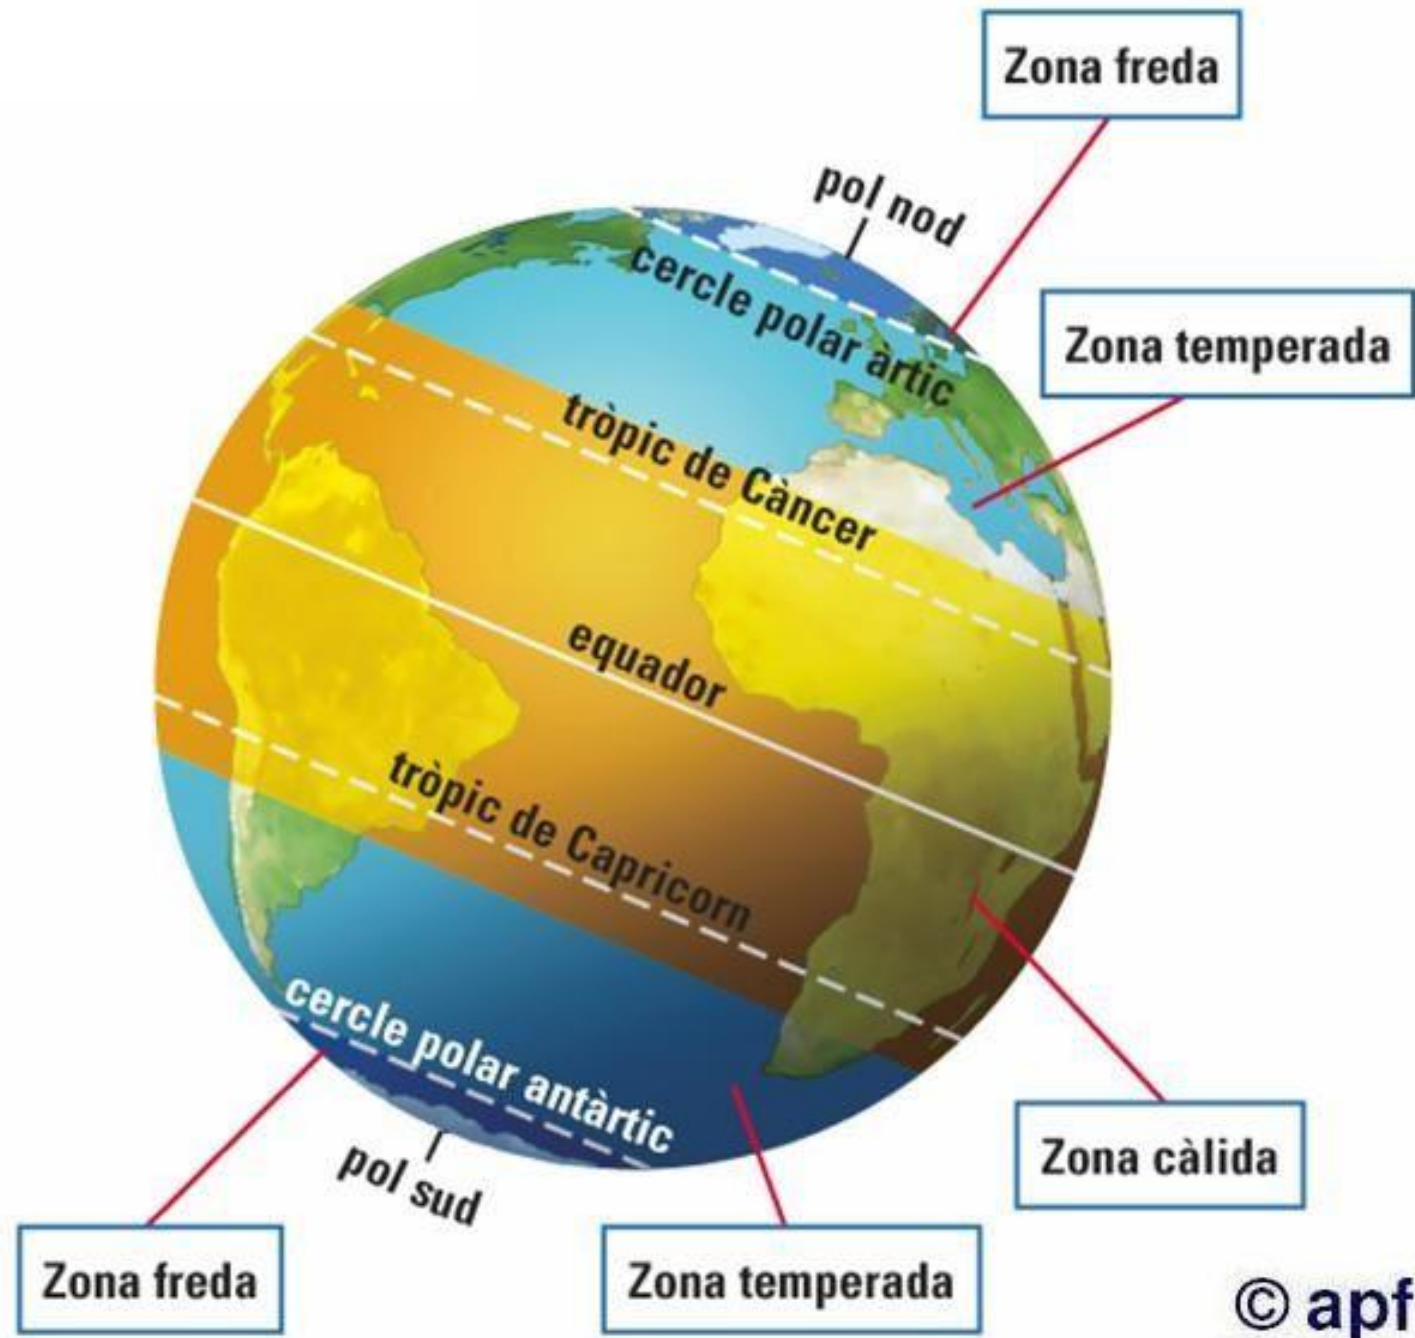 Zona freda
pol nod
cercle polar àrtic
Zona temperada
tròpic de Càncer
equador
tròpic de Capricorn
cercle polar antàrtic
Zona càlida
pol sud
Zona freda
Zona temperada
© apf